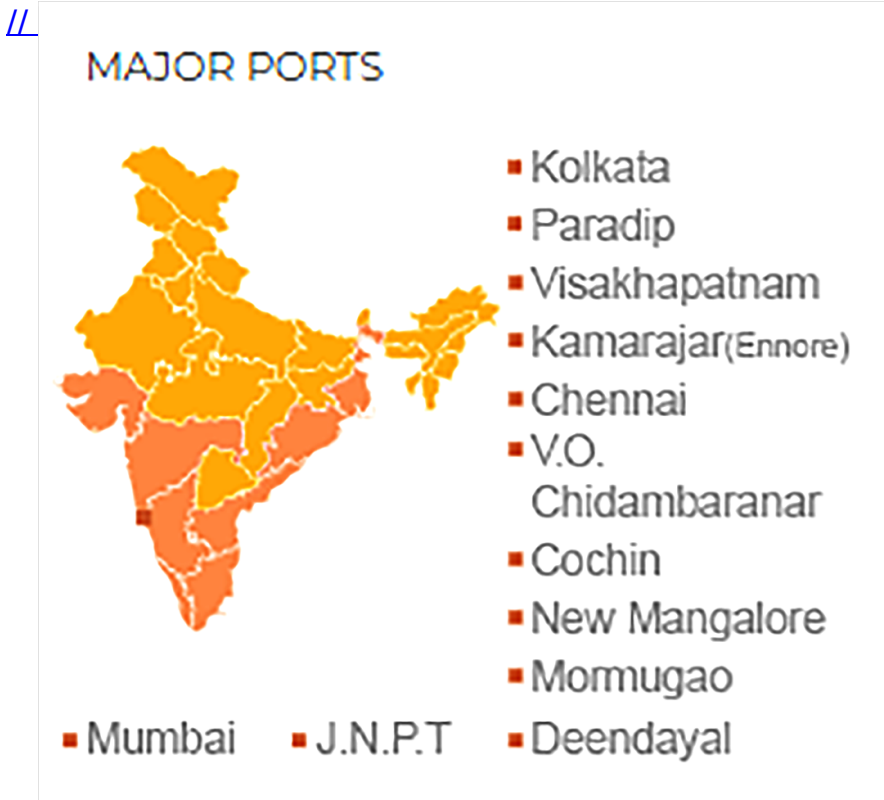 //
MAJOR PORTS
Kolkata
Paradip
Visakhapatnam
Kamarajar(Ennore)
Chennai
V.O.
Chidambaranar
Cochin
New Mangalore
Mormugao
Mumbai J.N.P.T Deendayal